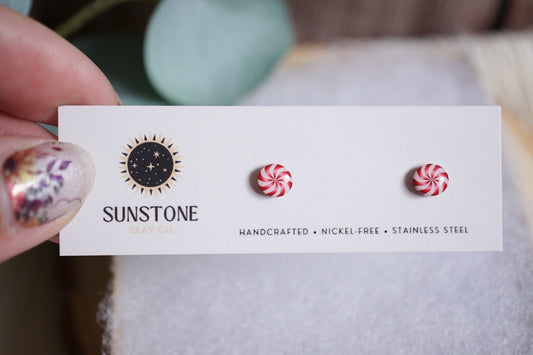 SUNSTONE
CLAY CO
HANDCRAFTED • NICKEL-FREE • STAINLESS STEEL